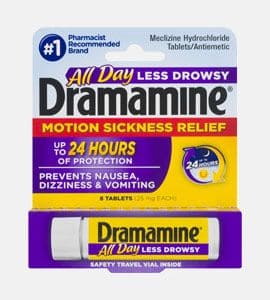 #1
Pharmacist
Recommended
Brand
Meclizine Hydrochloride
Tablets/Antiemetic
All Day LESS DROWSY
Dramamine®
MOTION SICKNESS RELIEF
UP TO 24 HOURS
OF PROTECTION
UP TO
24 HOURS
PREVENTS NAUSEA,
DIZZINESS & VOMITING
8 TABLETS (25 mg EACH)
Dramamine®
All Day LESS DROWSY
SAFETY TRAVEL VIAL INSIDE